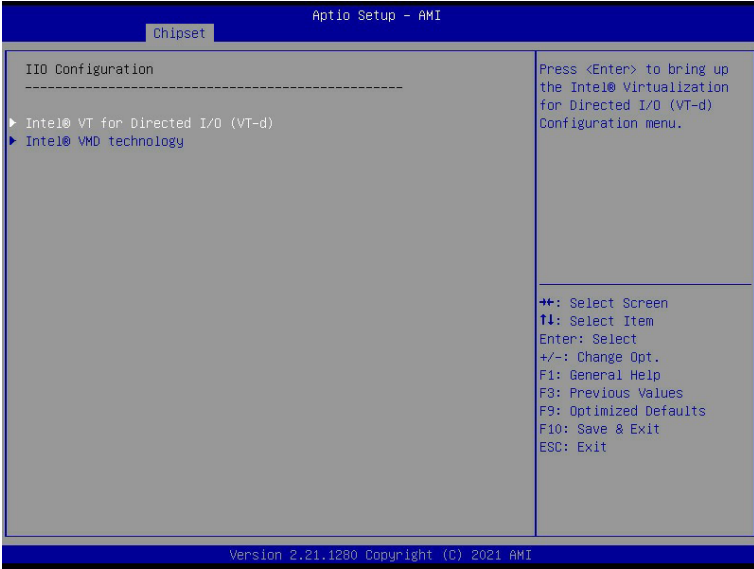 Aptio Setup – AMI
Chipset
IIO Configuration
--------------------------------------------------
Intel® VT for Directed I/O (VT-d)
Intel® VMD technology
Press <Enter> to bring up
the Intel® Virtualization
for Directed I/O (VT-d)
Configuration menu.
→←: Select Screen
↑↓: Select Item
Enter: Select
+/-: Change Opt.
F1: General Help
F3: Previous Values
F9: Optimized Defaults
F10: Save & Exit
ESC: Exit
Version 2.21.1280 Copyright (C) 2021 AMI